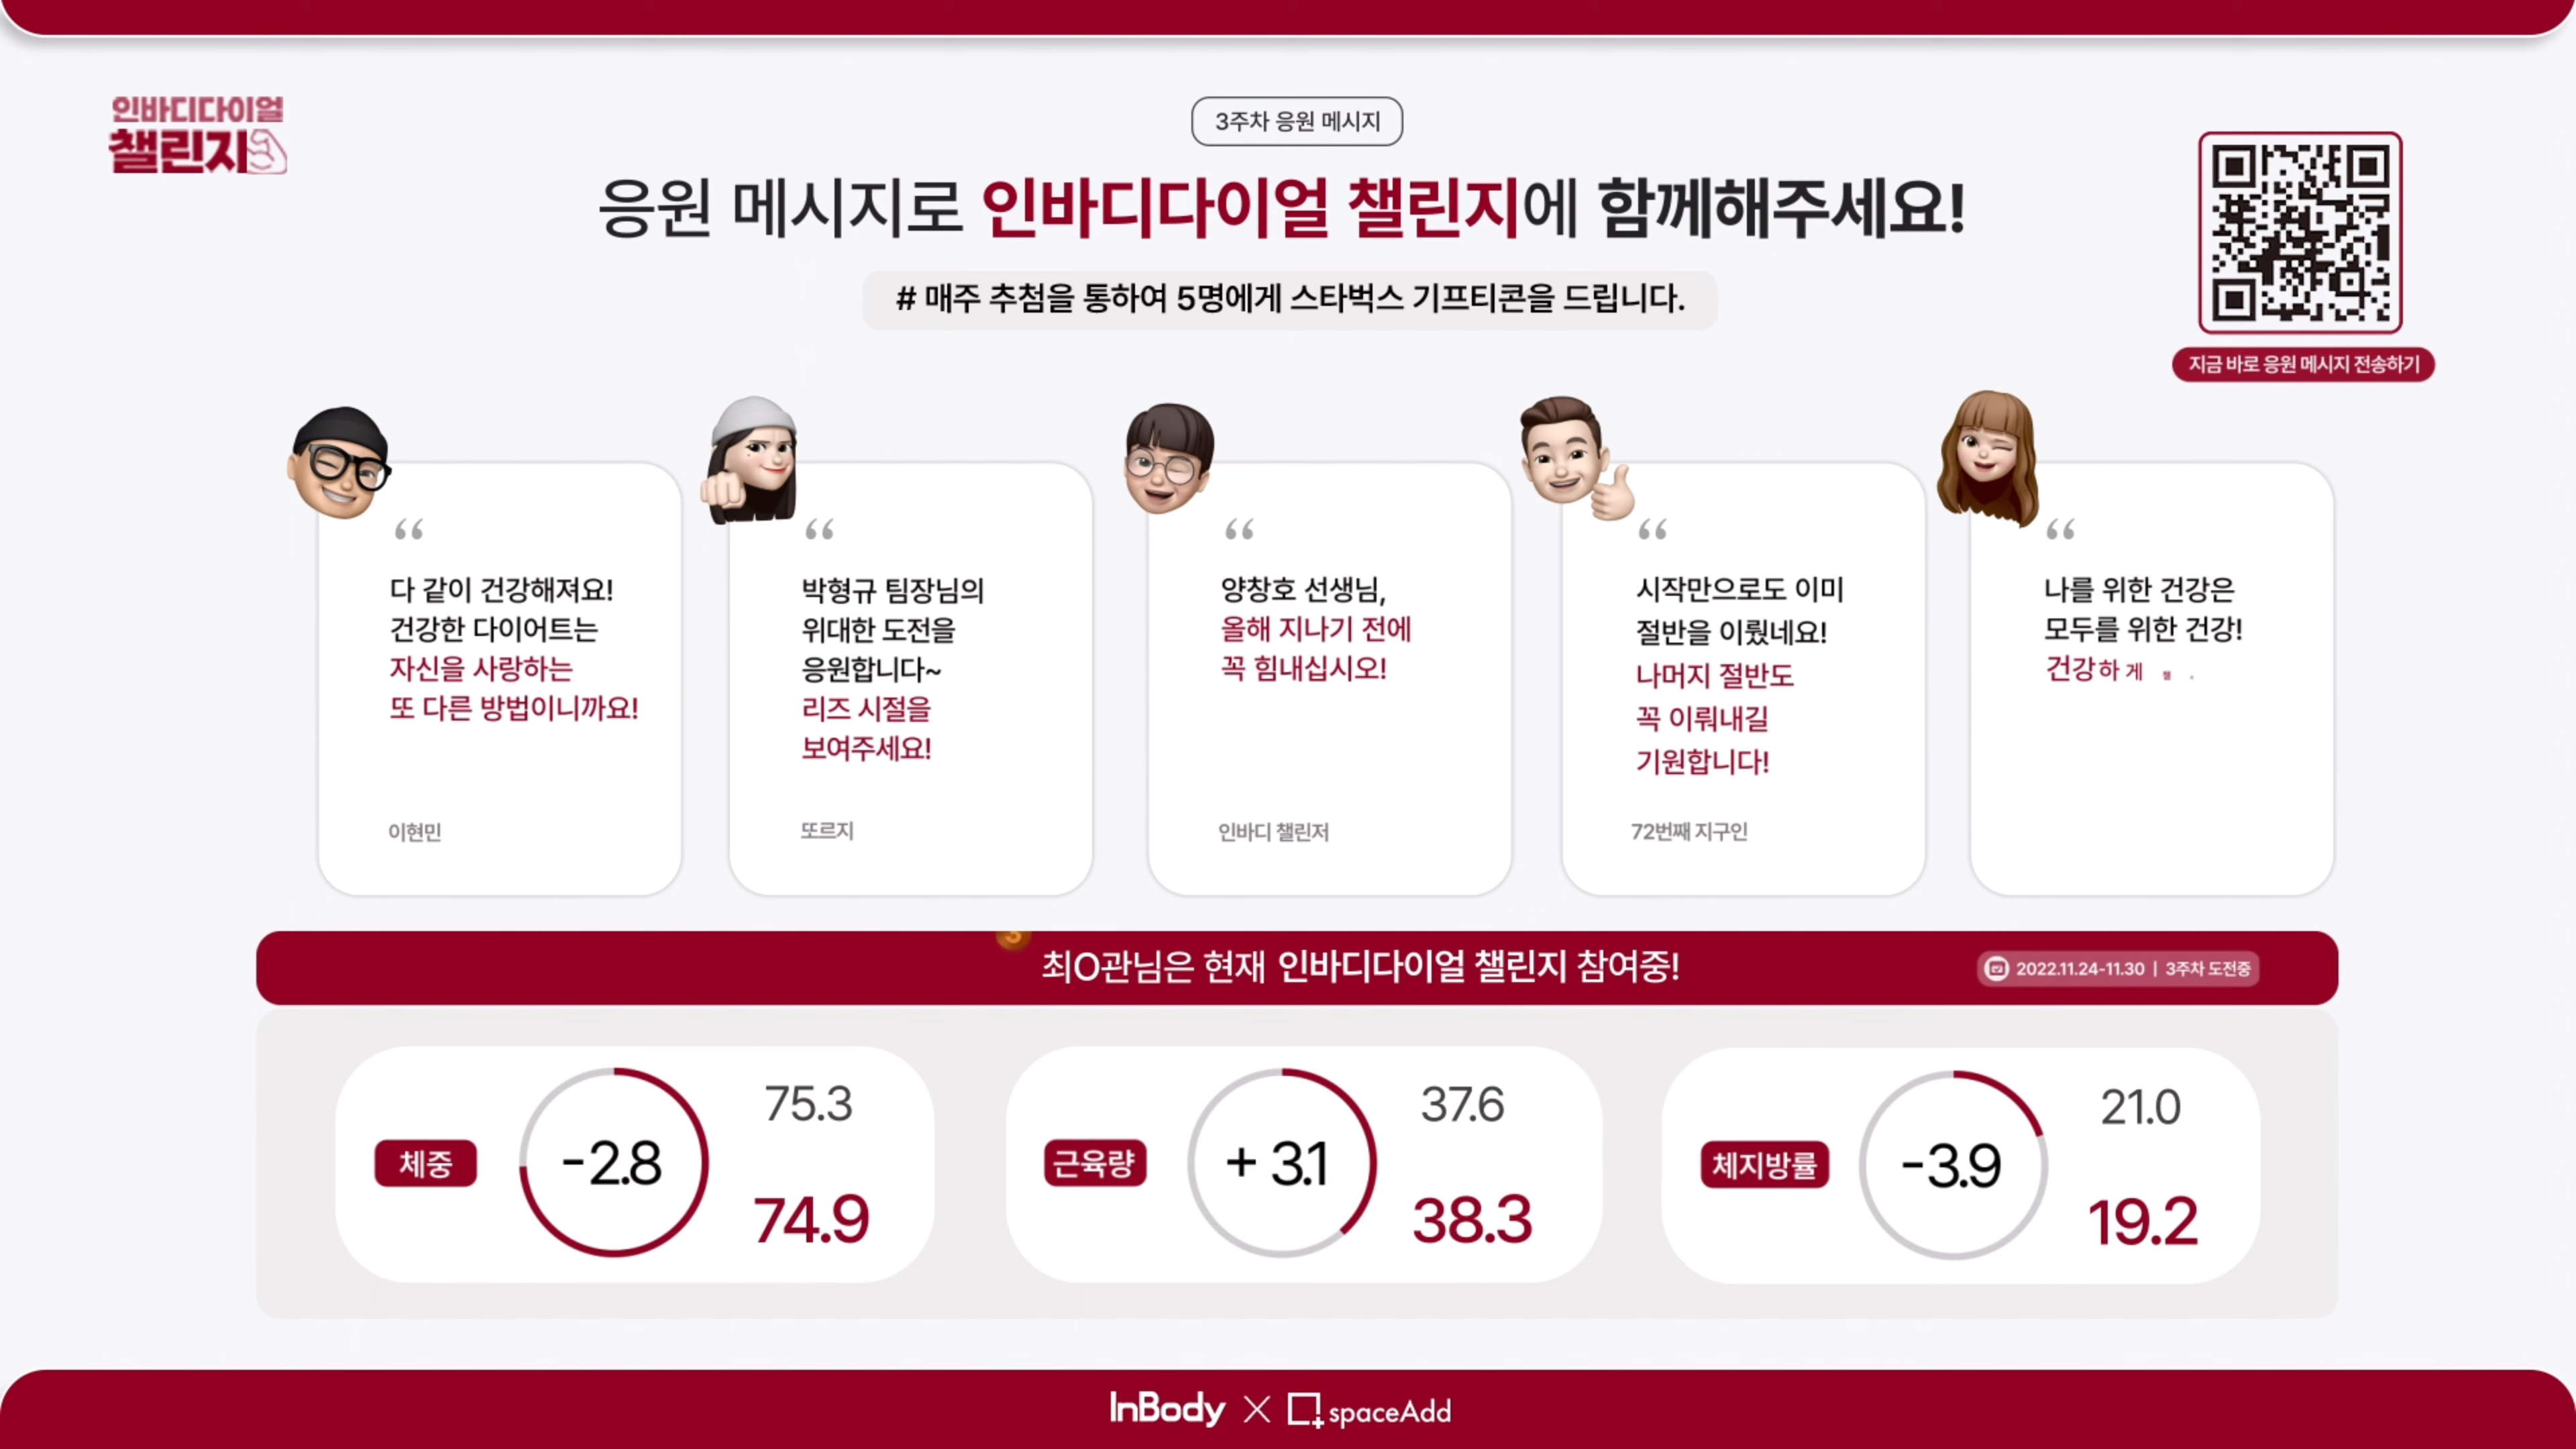 인바디다이얼
챌린지
3주차 응원 메시지
응원 메시지로 인바디다이얼 챌린지에 함께해주세요!
# 매주 추첨을 통하여 5명에게 스타벅스 기프티콘을 드립니다.
지금 바로 응원 메시지 전송하기
“
다 같이 건강해져요!
건강한 다이어트는
자신을 사랑하는
또 다른 방법이니까요!
이현민
“
박형규 팀장님의
위대한 도전을
응원합니다~
리즈 시절을
보여주세요!
또르지
“
양창호 선생님,
올해 지나기 전에
꼭 힘내십시오!
인바디 챌린저
“
시작만으로도 이미
절반을 이뤘네요!
나머지 절반도
꼭 이뤄내길
기원합니다!
72번째 지구인
“
나를 위한 건강은
모두를 위한 건강!
건강하게
3
최O관님은 현재 인바디다이얼 챌린지 참여중!
2022.11.24-11.30 | 3주차 도전중
체중
-2.8
75.3
74.9
근육량
+ 3.1
37.6
38.3
체지방률
-3.9
21.0
19.2
InBody X spaceAdd